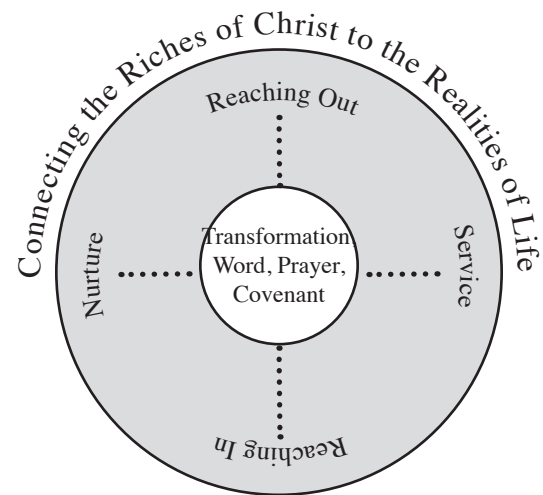 Connecting the Riches of Christ to the Realities of Life
Reaching Out
Nurture
Transformation,
Word, Prayer,
Covenant
Service
Reaching In